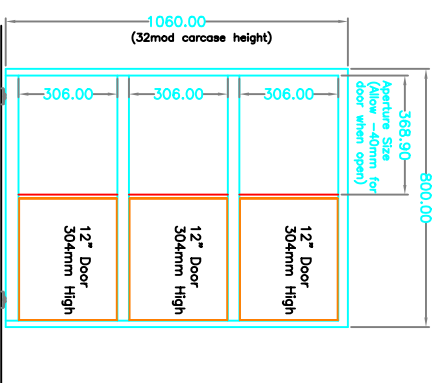 1060.00
(32mod carcase height)
306.00
306.00
306.00
Aperture Size
(Allow -40mm for
door when open)
368.90
800.00
12" Door
304mm High
12" Door
304mm High
12" Door
304mm High